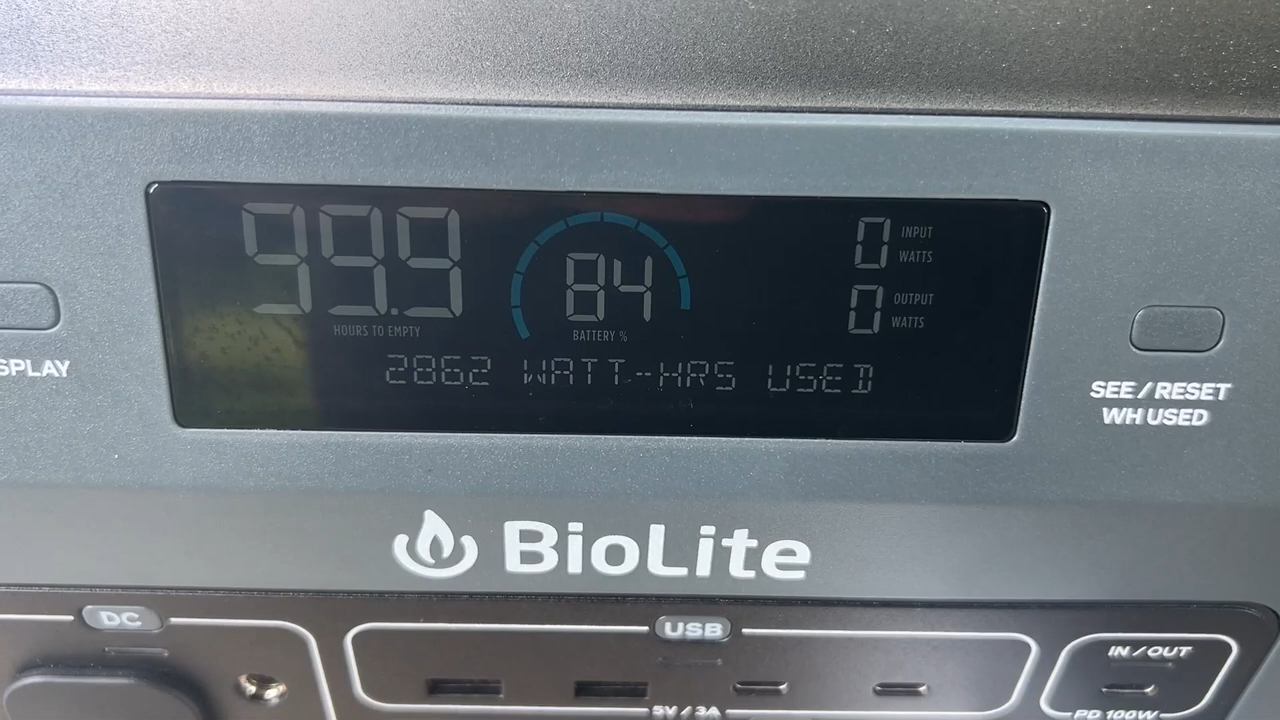 99.9
HOURS TO EMPTY
84
BATTERY %
0 INPUT
WATTS
0 OUTPUT
WATTS
2862 WATT-HRS USED
SPLAY
SEE / RESET
WH USED
BioLite
DC
USB
5V / 3A
IN / OUT
PD 100W